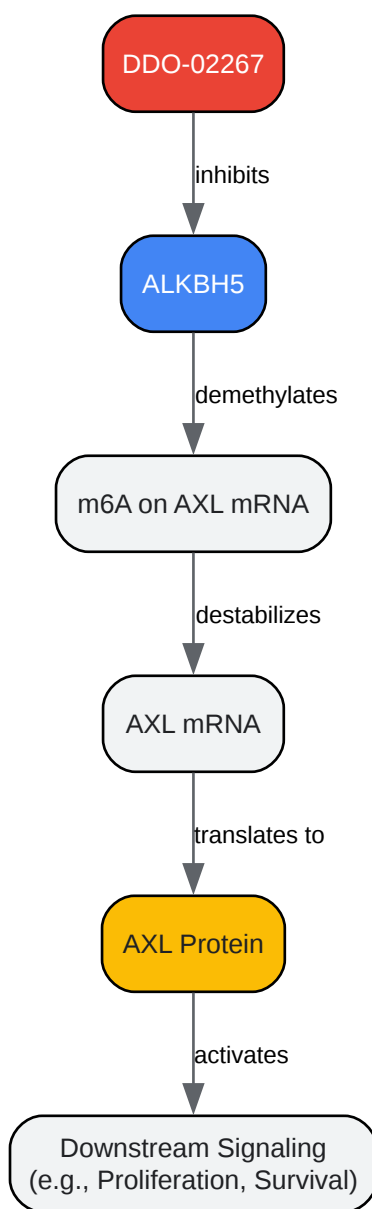 DDO-02267
inhibits
ALKBH5
demethylates
m6A on AXL mRNA
destabilizes
AXL mRNA
translates to
AXL Protein
activates
Downstream Signaling
(e.g., Proliferation, Survival)